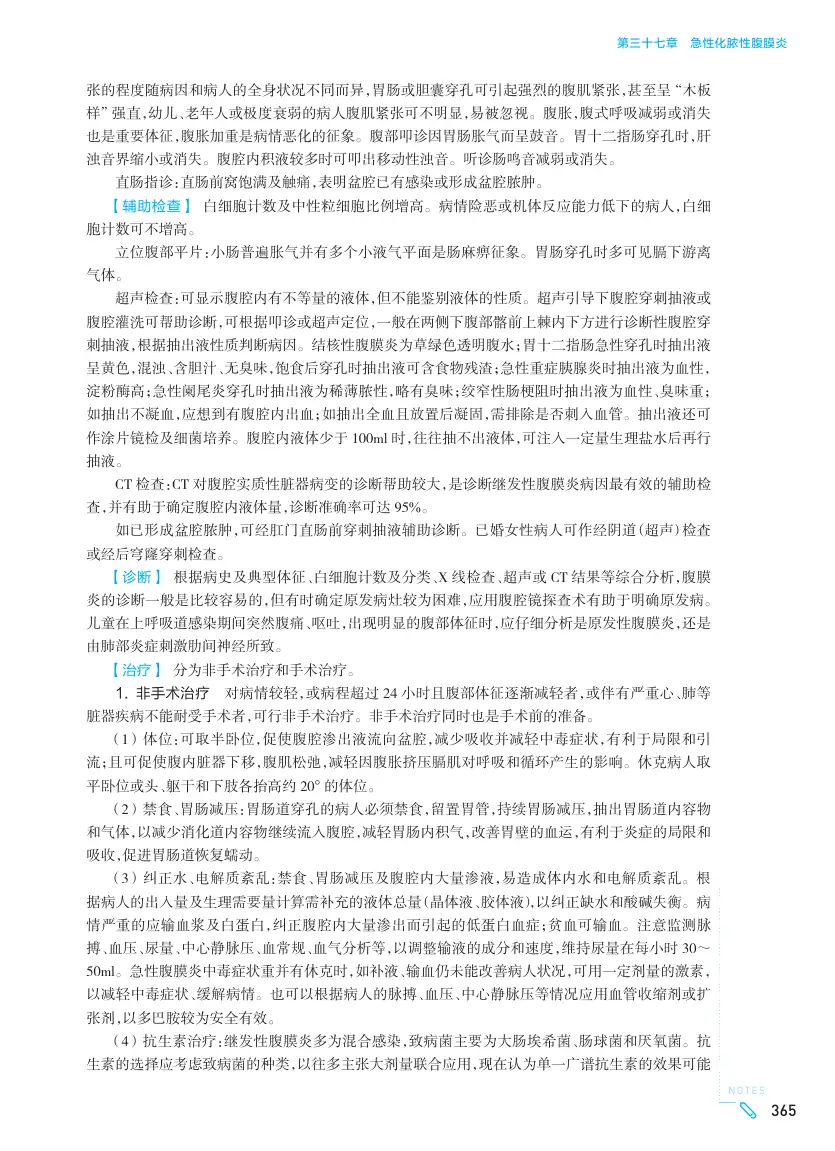 第三十七章 急性化脓性腹膜炎
张的程度随病因和病人的全身状况不同而异,胃肠或胆囊穿孔可引起强烈的腹肌紧张,甚至呈“木板
样”强直,幼儿、老年人或极度衰弱的病人腹肌紧张可不明显,易被忽视。腹胀,腹式呼吸减弱或消失
也是重要体征,腹胀加重是病情恶化的征象。腹部叩诊因胃肠胀气而呈鼓音。胃十二指肠穿孔时,肝
浊音界缩小或消失。腹腔内积液较多时可叩出移动性浊音。听诊肠鸣音减弱或消失。
直肠指诊:直肠前窝饱满及触痛,表明盆腔已有感染或形成盆腔脓肿。
【辅助检查】 白细胞计数及中性粒细胞比例增高。病情险恶或机体反应能力低下的病人,白细
胞计数可不增高。
立位腹部平片:小肠普遍胀气并有多个小液气平面是肠麻痹征象。胃肠穿孔时多可见膈下游离
气体。
超声检查:可显示腹腔内有不等量的液体,但不能鉴别液体的性质。超声引导下腹腔穿刺抽液或
腹腔灌洗可帮助诊断,可根据叩诊或超声定位,一般在两侧下腹部髂前上棘内下方进行诊断性腹腔穿
刺抽液,根据抽出液性质判断病因。结核性腹膜炎为草绿色透明腹水;胃十二指肠急性穿孔时抽出液
呈黄色,混浊、含胆汁、无臭味,饱食后穿孔时抽出液可含食物残渣;急性重症胰腺炎时抽出液为血性,
淀粉酶高;急性阑尾炎穿孔时抽出液为稀薄脓性,略有臭味;绞窄性肠梗阻时抽出液为血性、臭味重;
如抽出不凝血,应想到有腹腔内出血;如抽出全血且放置后凝固,需排除是否刺入血管。抽出液还可
作涂片镜检及细菌培养。腹腔内液体少于 100ml 时,往往抽不出液体,可注入一定量生理盐水后再行
抽液。
CT 检查:CT 对腹腔实质性脏器病变的诊断帮助较大,是诊断继发性腹膜炎病因最有效的辅助检
查,并有助于确定腹腔内液体量,诊断准确率可达 95%。
如已形成盆腔脓肿,可经肛门直肠前穿刺抽液辅助诊断。已婚女性病人可作经阴道(超声)检查
或经后穹窿穿刺检查。
【诊断】 根据病史及典型体征、白细胞计数及分类、X 线检查、超声或 CT 结果等综合分析,腹膜
炎的诊断一般是比较容易的,但有时确定原发病灶较为困难,应用腹腔镜探查术有助于明确原发病。
儿童在上呼吸道感染期间突然腹痛、呕吐,出现明显的腹部体征时,应仔细分析是原发性腹膜炎,还是
由肺部炎症刺激肋间神经所致。
【治疗】 分为非手术治疗和手术治疗。
1. 非手术治疗 对病情较轻,或病程超过 24 小时且腹部体征逐渐减轻者,或伴有严重心、肺等
脏器疾病不能耐受手术者,可行非手术治疗。非手术治疗同时也是手术前的准备。
(1)体位:可取半卧位,促使腹腔渗出液流向盆腔,减少吸收并减轻中毒症状,有利于局限和引
流;且可促使腹内脏器下移,腹肌松弛,减轻因腹胀挤压膈肌对呼吸和循环产生的影响。休克病人取
平卧位或头、躯干和下肢各抬高约 20° 的体位。
(2)禁食、胃肠减压:胃肠道穿孔的病人必须禁食,留置胃管,持续胃肠减压,抽出胃肠道内容物
和气体,以减少消化道内容物继续流入腹腔,减轻胃肠内积气,改善胃壁的血运,有利于炎症的局限和
吸收,促进胃肠道恢复蠕动。
(3)纠正水、电解质紊乱:禁食、胃肠减压及腹腔内大量渗液,易造成体内水和电解质紊乱。根
据病人的出入量及生理需要量计算需补充的液体总量(晶体液、胶体液),以纠正缺水和酸碱失衡。病
情严重的应输血浆及白蛋白,纠正腹腔内大量渗出而引起的低蛋白血症;贫血可输血。注意监测脉
搏、血压、尿量、中心静脉压、血常规、血气分析等,以调整输液的成分和速度,维持尿量在每小时 30~
50ml。急性腹膜炎中毒症状重并有休克时,如补液、输血仍未能改善病人状况,可用一定剂量的激素,
以减轻中毒症状、缓解病情。也可以根据病人的脉搏、血压、中心静脉压等情况应用血管收缩剂或扩
张剂,以多巴胺较为安全有效。
(4)抗生素治疗:继发性腹膜炎多为混合感染,致病菌主要为大肠埃希菌、肠球菌和厌氧菌。抗
生素的选择应考虑致病菌的种类,以往多主张大剂量联合应用,现在认为单一广谱抗生素的效果可能
NOTES
365